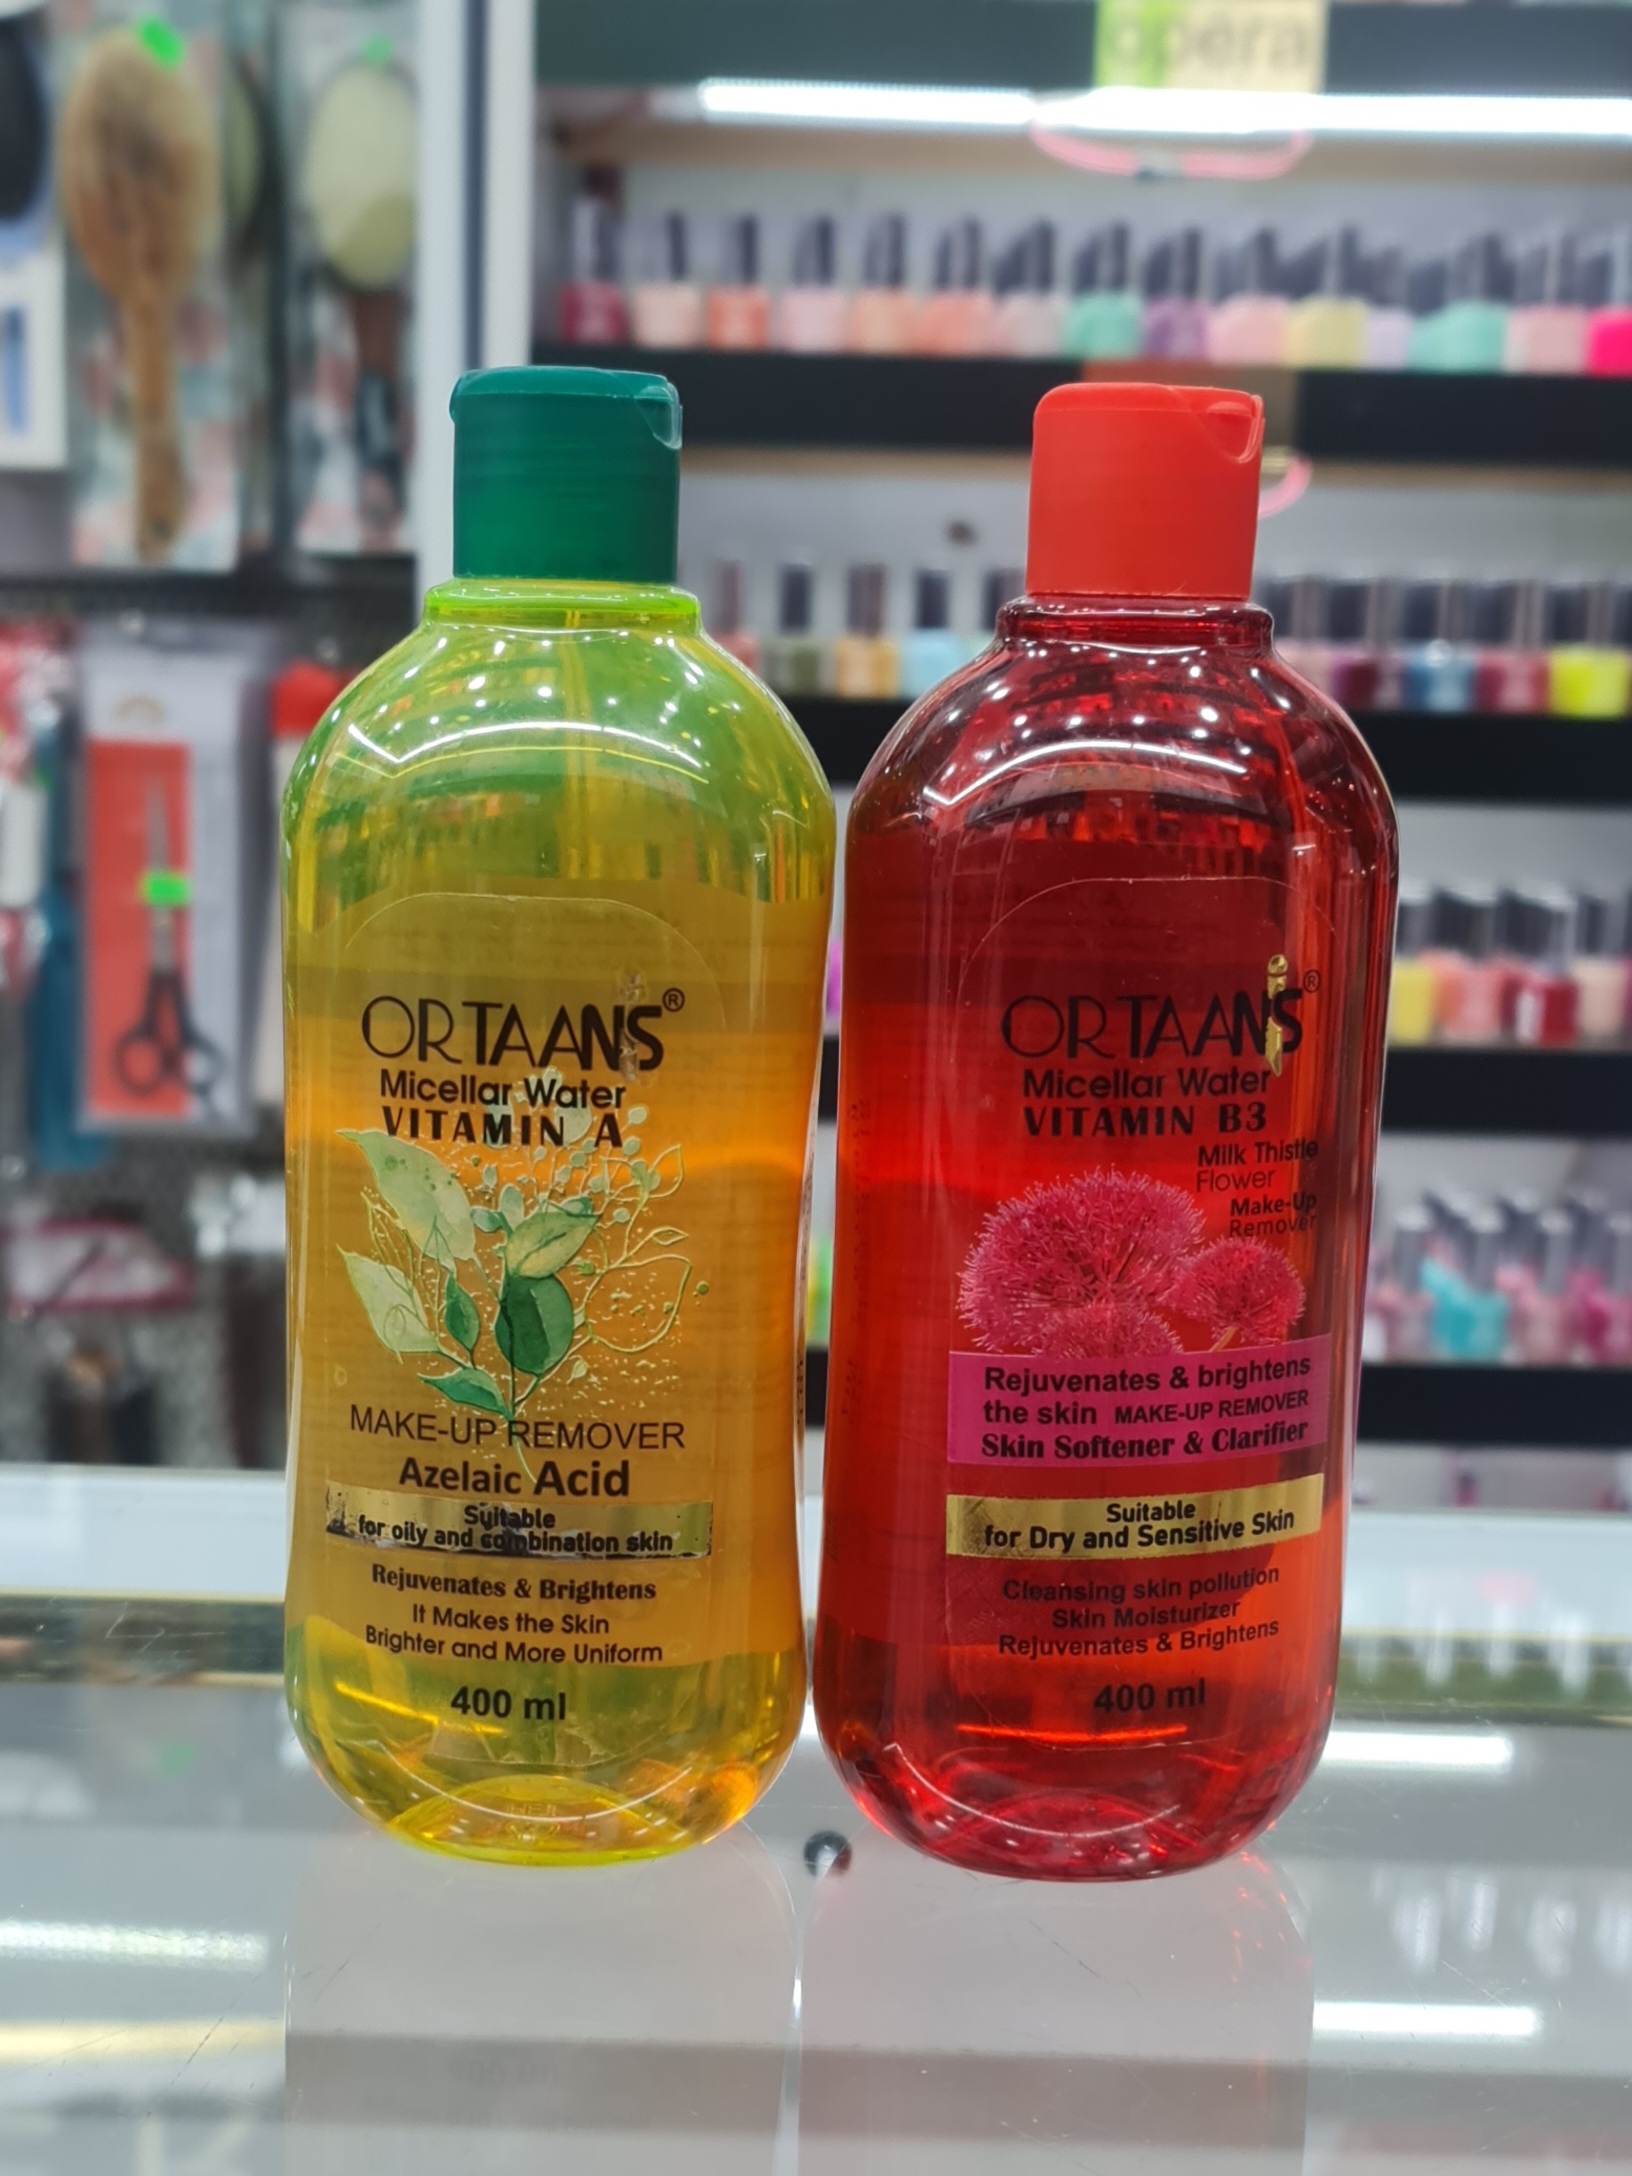 opera
ORTAANS®
Micellar Water
VITAMIN A
MAKE-UP REMOVER
Azelaic Acid
Suitable
for oily and combination skin
Rejuvenates & Brightens
It Makes the Skin
Brighter and More Uniform
400 ml
ORTAANS®
Micellar Water
VITAMIN B3
Milk Thistle
Flower
Make-Up
Remover
Rejuvenates & brightens
the skin MAKE-UP REMOVER
Skin Softener & Clarifier
Suitable
for Dry and Sensitive Skin
Cleansing skin pollution
Skin Moisturizer
Rejuvenates & Brightens
400 ml